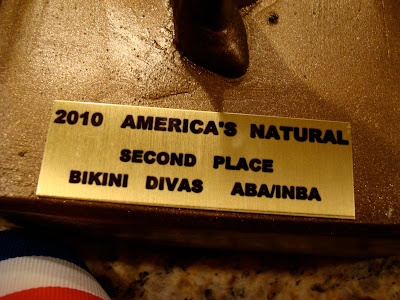 2010 AMERICA'S NATURAL
SECOND PLACE
BIKINI DIVAS ABA/INBA